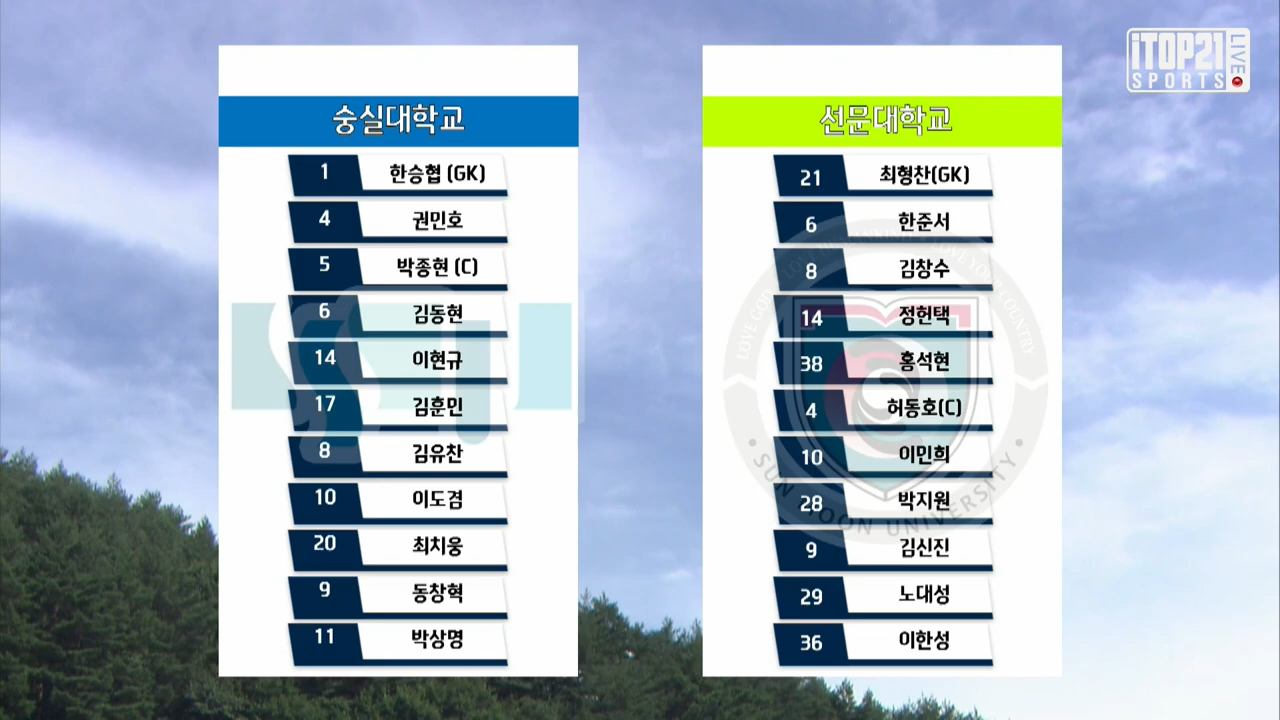 iTOP21
SPORTS
LIVE
숭실대학교
1 한승협 (GK)
4 권민호
5 박종현 (C)
6 김동현
14 이현규
17 김훈민
8 김유찬
10 이도겸
20 최치웅
9 동창혁
11 박상명
SSU
선문대학교
21 최형찬(GK)
6 한준서
8 김창수
14 정헌택
38 홍석현
4 허동호(C)
10 이민희
28 박지원
9 김신진
29 노대성
36 이한성
SUN MOON UNIVERSITY